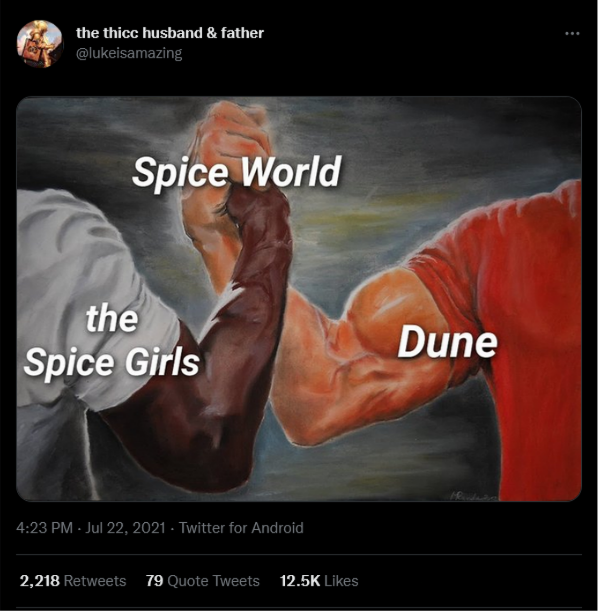 the thicc husband & father
@lukeisamazing
Spice World
the
Spice Girls
Dune
4:23 PM · Jul 22, 2021 · Twitter for Android
2,218 Retweets 79 Quote Tweets 12.5K Likes